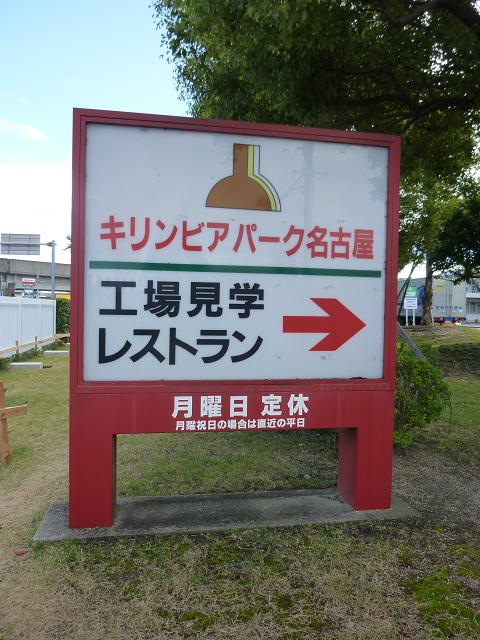 キリンビアパーク名古屋
工場見学
レストラン
月曜日 定休
月曜祝日の場合は直近の平日